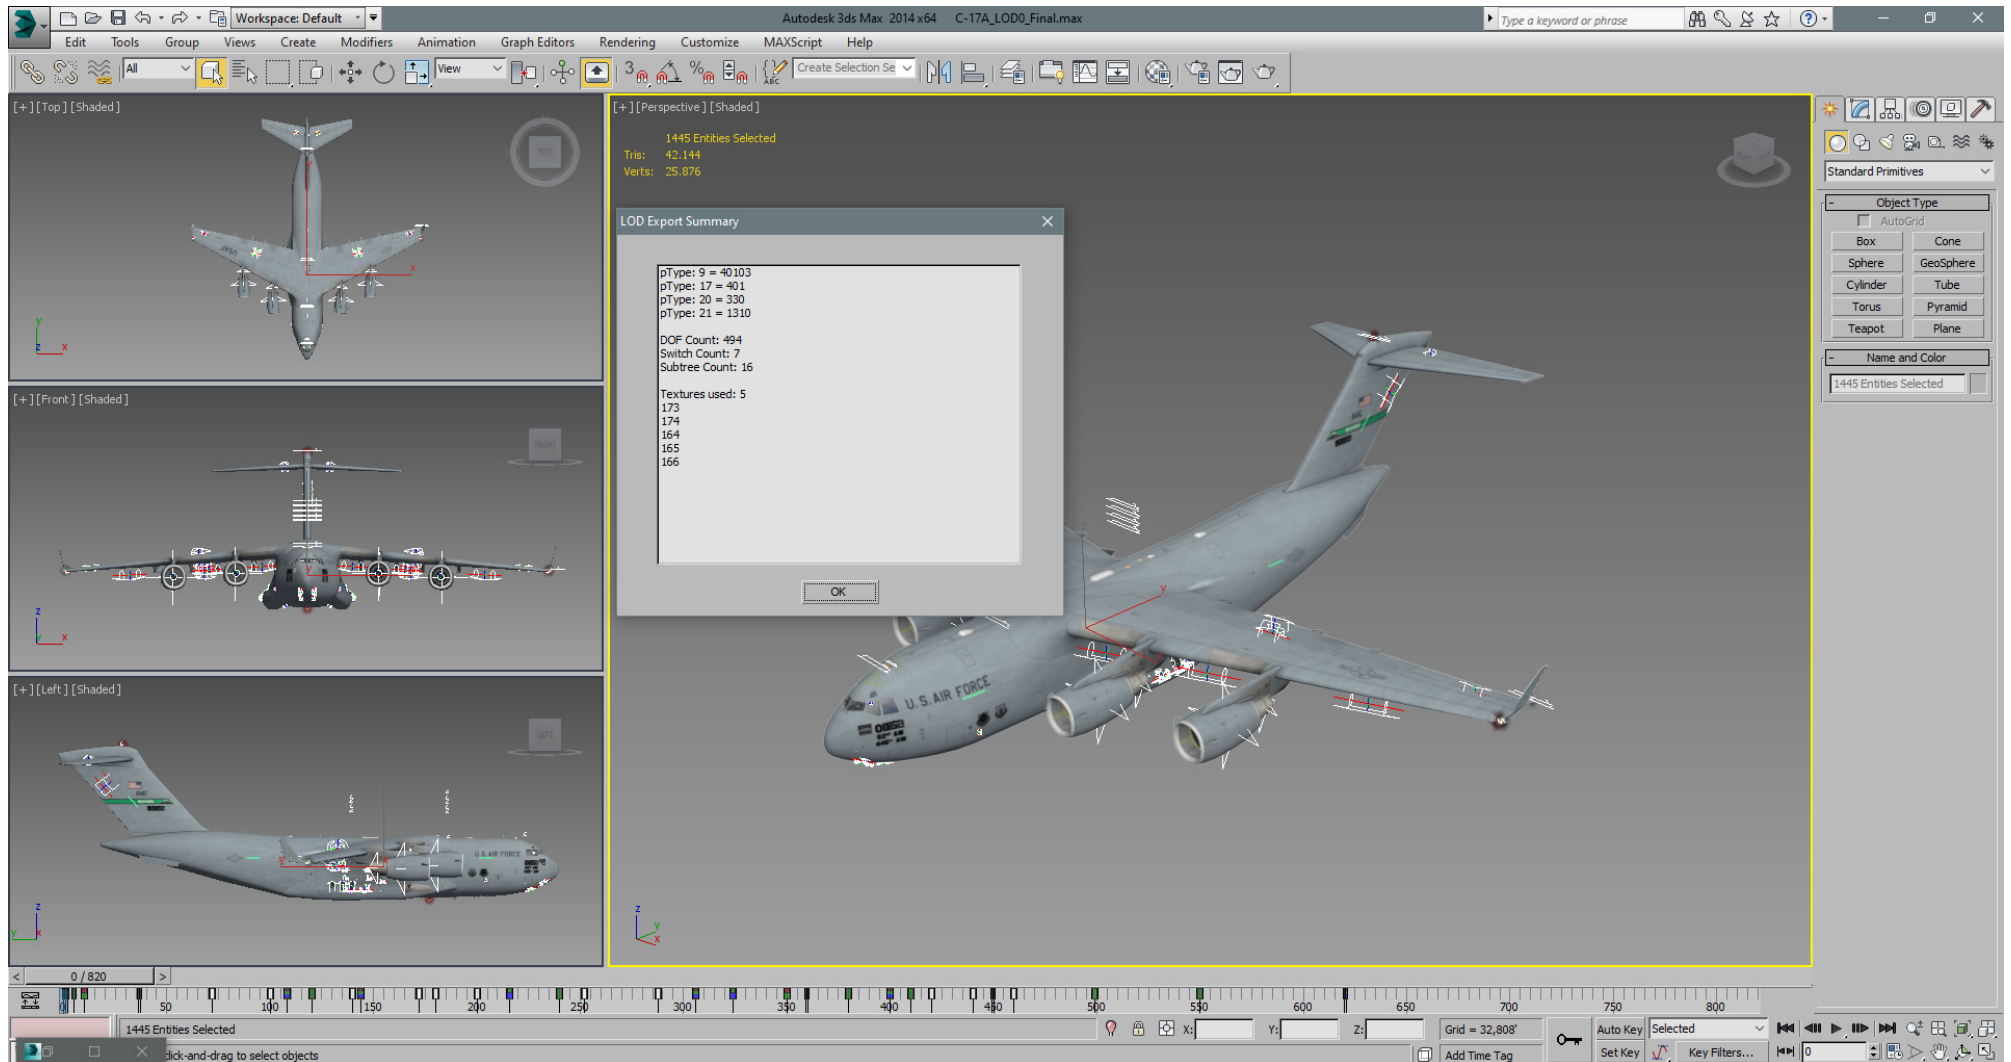 Workspace: Default
Autodesk 3ds Max 2014 x64 C-17A_LOD0_Final.max
Type a keyword or phrase
Edit Tools Group Views Create Modifiers Animation Graph Editors Rendering Customize MAXScript Help
All
View
Create Selection Se
[+][Top][Shaded]
TOP
x
y
z
x
[+][Front][Shaded]
FRONT
z
x
[+][Left][Shaded]
LEFT
U.S. AIR FORCE
z
y
[+][Perspective][Shaded]
1445 Entities Selected
Tris: 42.144
Verts: 25.876
LOD Export Summary
pType: 9 = 40103
pType: 17 = 401
pType: 20 = 330
pType: 21 = 1310
DOF Count: 494
Switch Count: 7
Subtree Count: 16
Textures used: 5
173
174
164
165
166
OK
U.S. AIR FORCE
y
z
y
x
Standard Primitives
- Object Type
AutoGrid
Box Cone
Sphere GeoSphere
Cylinder Tube
Torus Pyramid
Teapot Plane
- Name and Color
1445 Entities Selected
< 0 / 820 >
50 100 150 200 250 300 350 400 450 500 550 600 650 700 750 800
1445 Entities Selected
X: Y: Z: Grid = 32,808' Auto Key Selected
click-and-drag to select objects
Add Time Tag Set Key Key Filters... 0